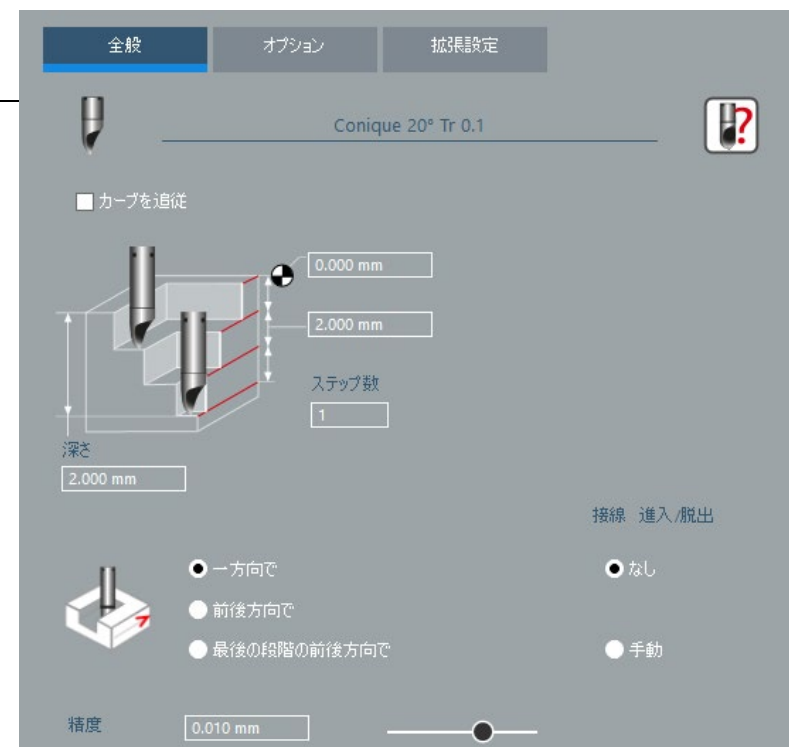 全般 オプション 拡張設定
Conique 20° Tr 0.1
?
カーブを追従
0.000 mm
2.000 mm
ステップ数
1
深さ
2.000 mm
接線 進入/脱出
一方向で なし
前後方向で
最後の段階の前後方向で 手動
精度 0.010 mm